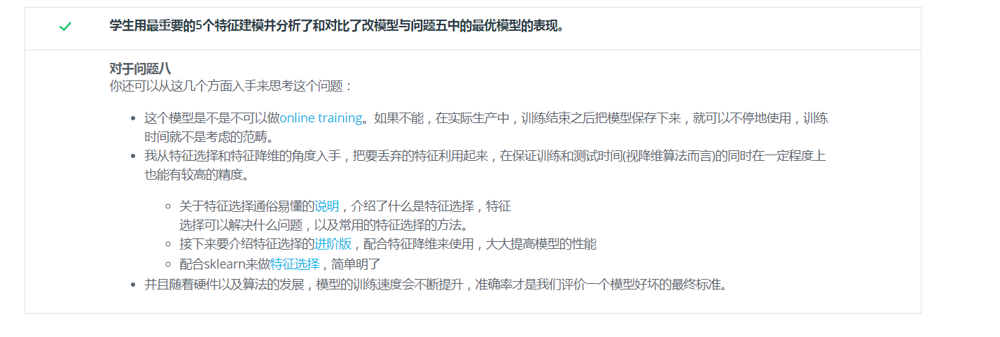 学生用最重要的5个特征建模并分析了和对比了改模型与问题五中的最优模型的表现。
对于问题八
你还可以从这几个方面入手来思考这个问题：
这个模型是不是不可以做online training。如果不能，在实际生产中，训练结束之后把模型保存下来，就可以不停地使用，训练
时间就不是考虑的范畴。
我从特征选择和特征降维的角度入手，把要丢弃的特征利用起来，在保证训练和测试时间(视降维算法而言)的同时在一定程度上
也能有较高的精度。
关于特征选择通俗易懂的说明，介绍了什么是特征选择，特征
选择可以解决什么问题，以及常用的特征选择的方法。
接下来要介绍特征选择的进阶版，配合特征降维来使用，大大提高模型的性能
配合sklearn来做特征选择，简单明了
并且随着硬件以及算法的发展，模型的训练速度会不断提升，准确率才是我们评价一个模型好坏的最终标准。